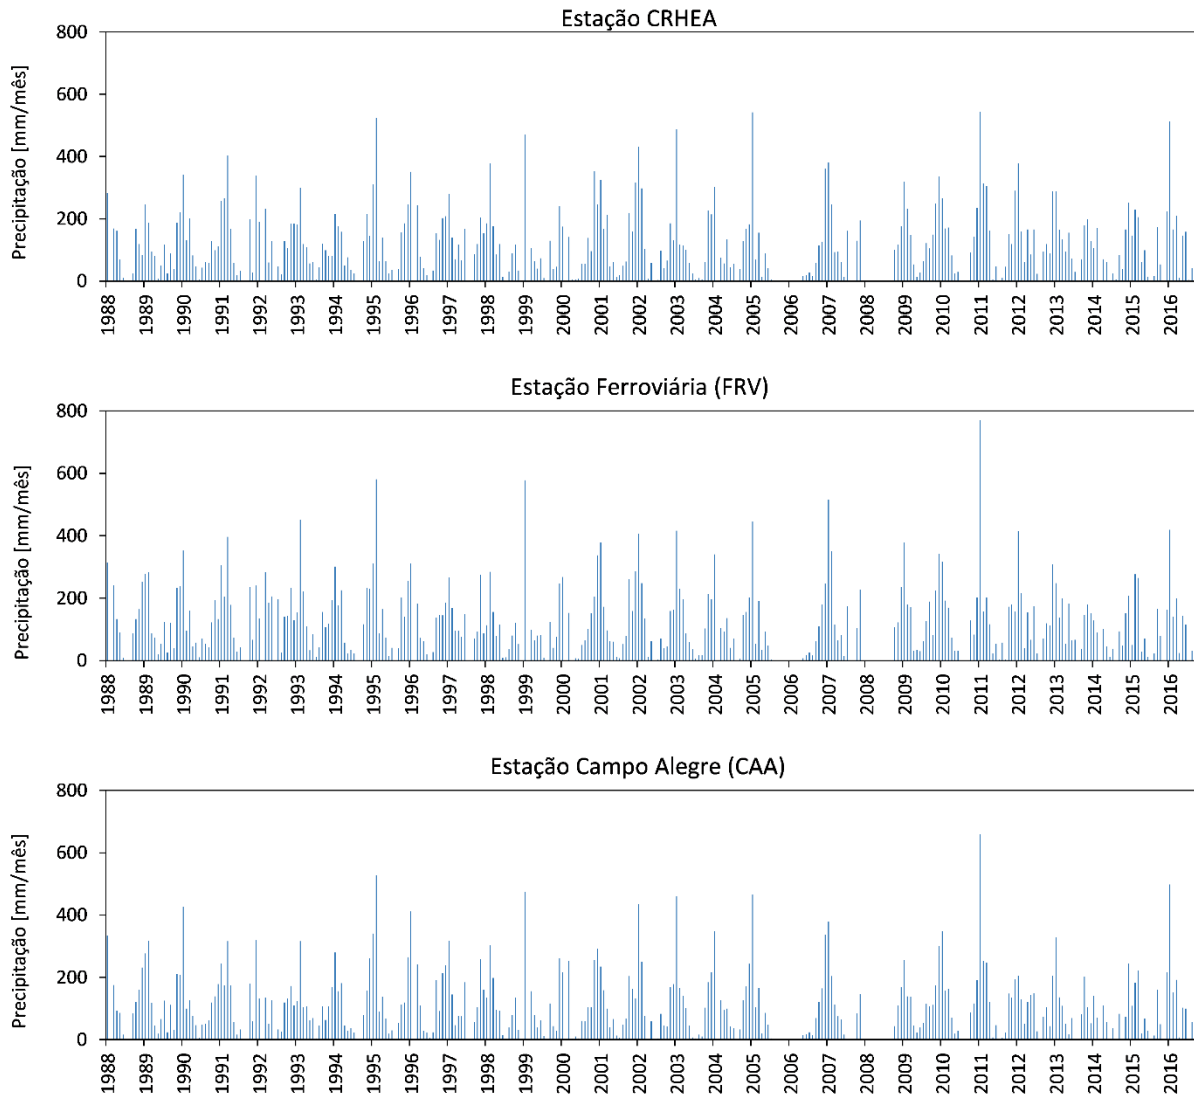 Estação CRHEA
Precipitação [mm/mês]
800
600
400
200
0
1988 1989 1990 1991 1992 1993 1994 1995 1996 1997 1998 1999 2000 2001 2002 2003 2004 2005 2006 2007 2008 2009 2010 2011 2012 2013 2014 2015 2016
Estação Ferroviária (FRV)
Precipitação [mm/mês]
800
600
400
200
0
1988 1989 1990 1991 1992 1993 1994 1995 1996 1997 1998 1999 2000 2001 2002 2003 2004 2005 2006 2007 2008 2009 2010 2011 2012 2013 2014 2015 2016
Estação Campo Alegre (CAA)
Precipitação [mm/mês]
800
600
400
200
0
1988 1989 1990 1991 1992 1993 1994 1995 1996 1997 1998 1999 2000 2001 2002 2003 2004 2005 2006 2007 2008 2009 2010 2011 2012 2013 2014 2015 2016